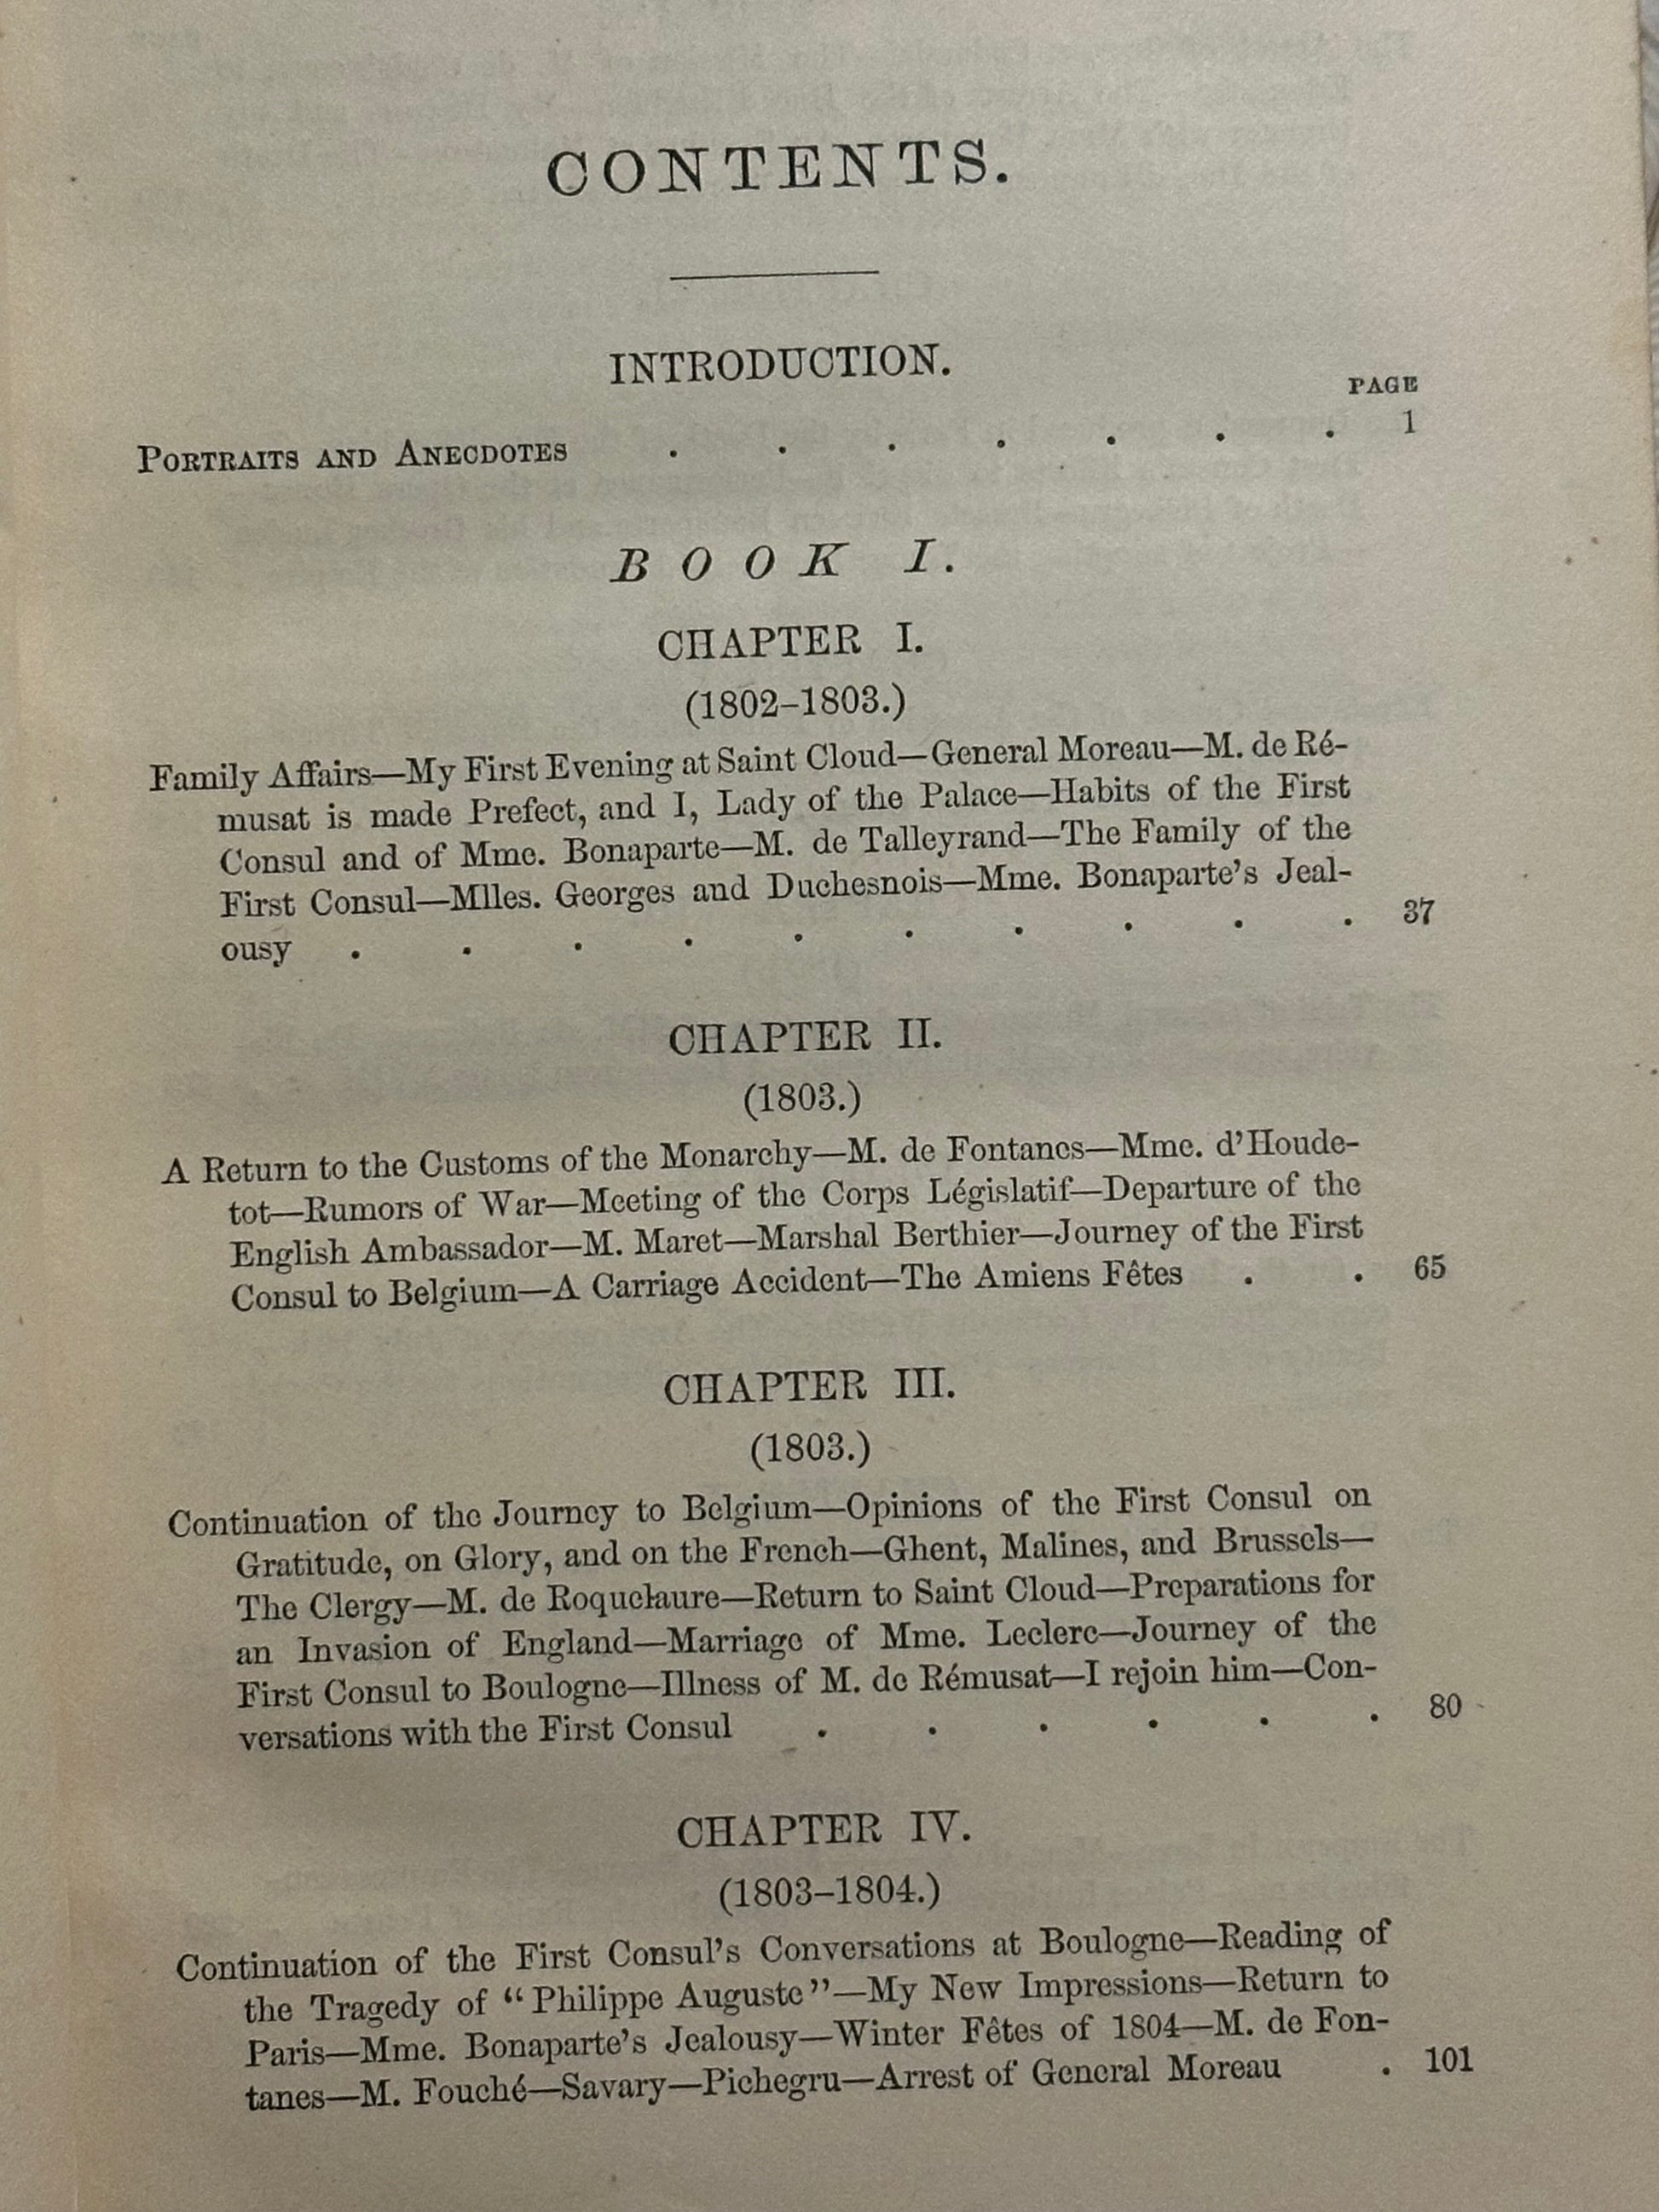 CONTENTS.
INTRODUCTION.
PAGE
PORTRAITS AND ANECDOTES . . . . . . . 1
BOOK I.
CHAPTER I.
(1802–1803.)
Family Affairs—My First Evening at Saint Cloud—General Moreau—M. de Ré-
musat is made Prefect, and I, Lady of the Palace—Habits of the First
Consul and of Mme. Bonaparte—M. de Talleyrand—The Family of the
First Consul—Mlles. Georges and Duchesnois—Mme. Bonaparte's Jeal-
ousy . . . . . . . . . . 37
CHAPTER II.
(1803.)
A Return to the Customs of the Monarchy—M. de Fontanes—Mme. d'Houde-
tot—Rumors of War—Meeting of the Corps Législatif—Departure of the
English Ambassador—M. Maret—Marshal Berthier—Journey of the First
Consul to Belgium—A Carriage Accident—The Amiens Fêtes . . 65
CHAPTER III.
(1803.)
Continuation of the Journey to Belgium—Opinions of the First Consul on
Gratitude, on Glory, and on the French—Ghent, Malines, and Brussels—
The Clergy—M. de Roquelaure—Return to Saint Cloud—Preparations for
an Invasion of England—Marriage of Mme. Leclerc—Journey of the
First Consul to Boulogne—Illness of M. de Rémusat—I rejoin him—Con-
versations with the First Consul . . . . . . 80
CHAPTER IV.
(1803–1804.)
Continuation of the First Consul's Conversations at Boulogne—Reading of
the Tragedy of "Philippe Auguste"—My New Impressions—Return to
Paris—Mme. Bonaparte's Jealousy—Winter Fêtes of 1804—M. de Fon-
tanes—M. Fouché—Savary—Pichegru—Arrest of General Moreau . 101